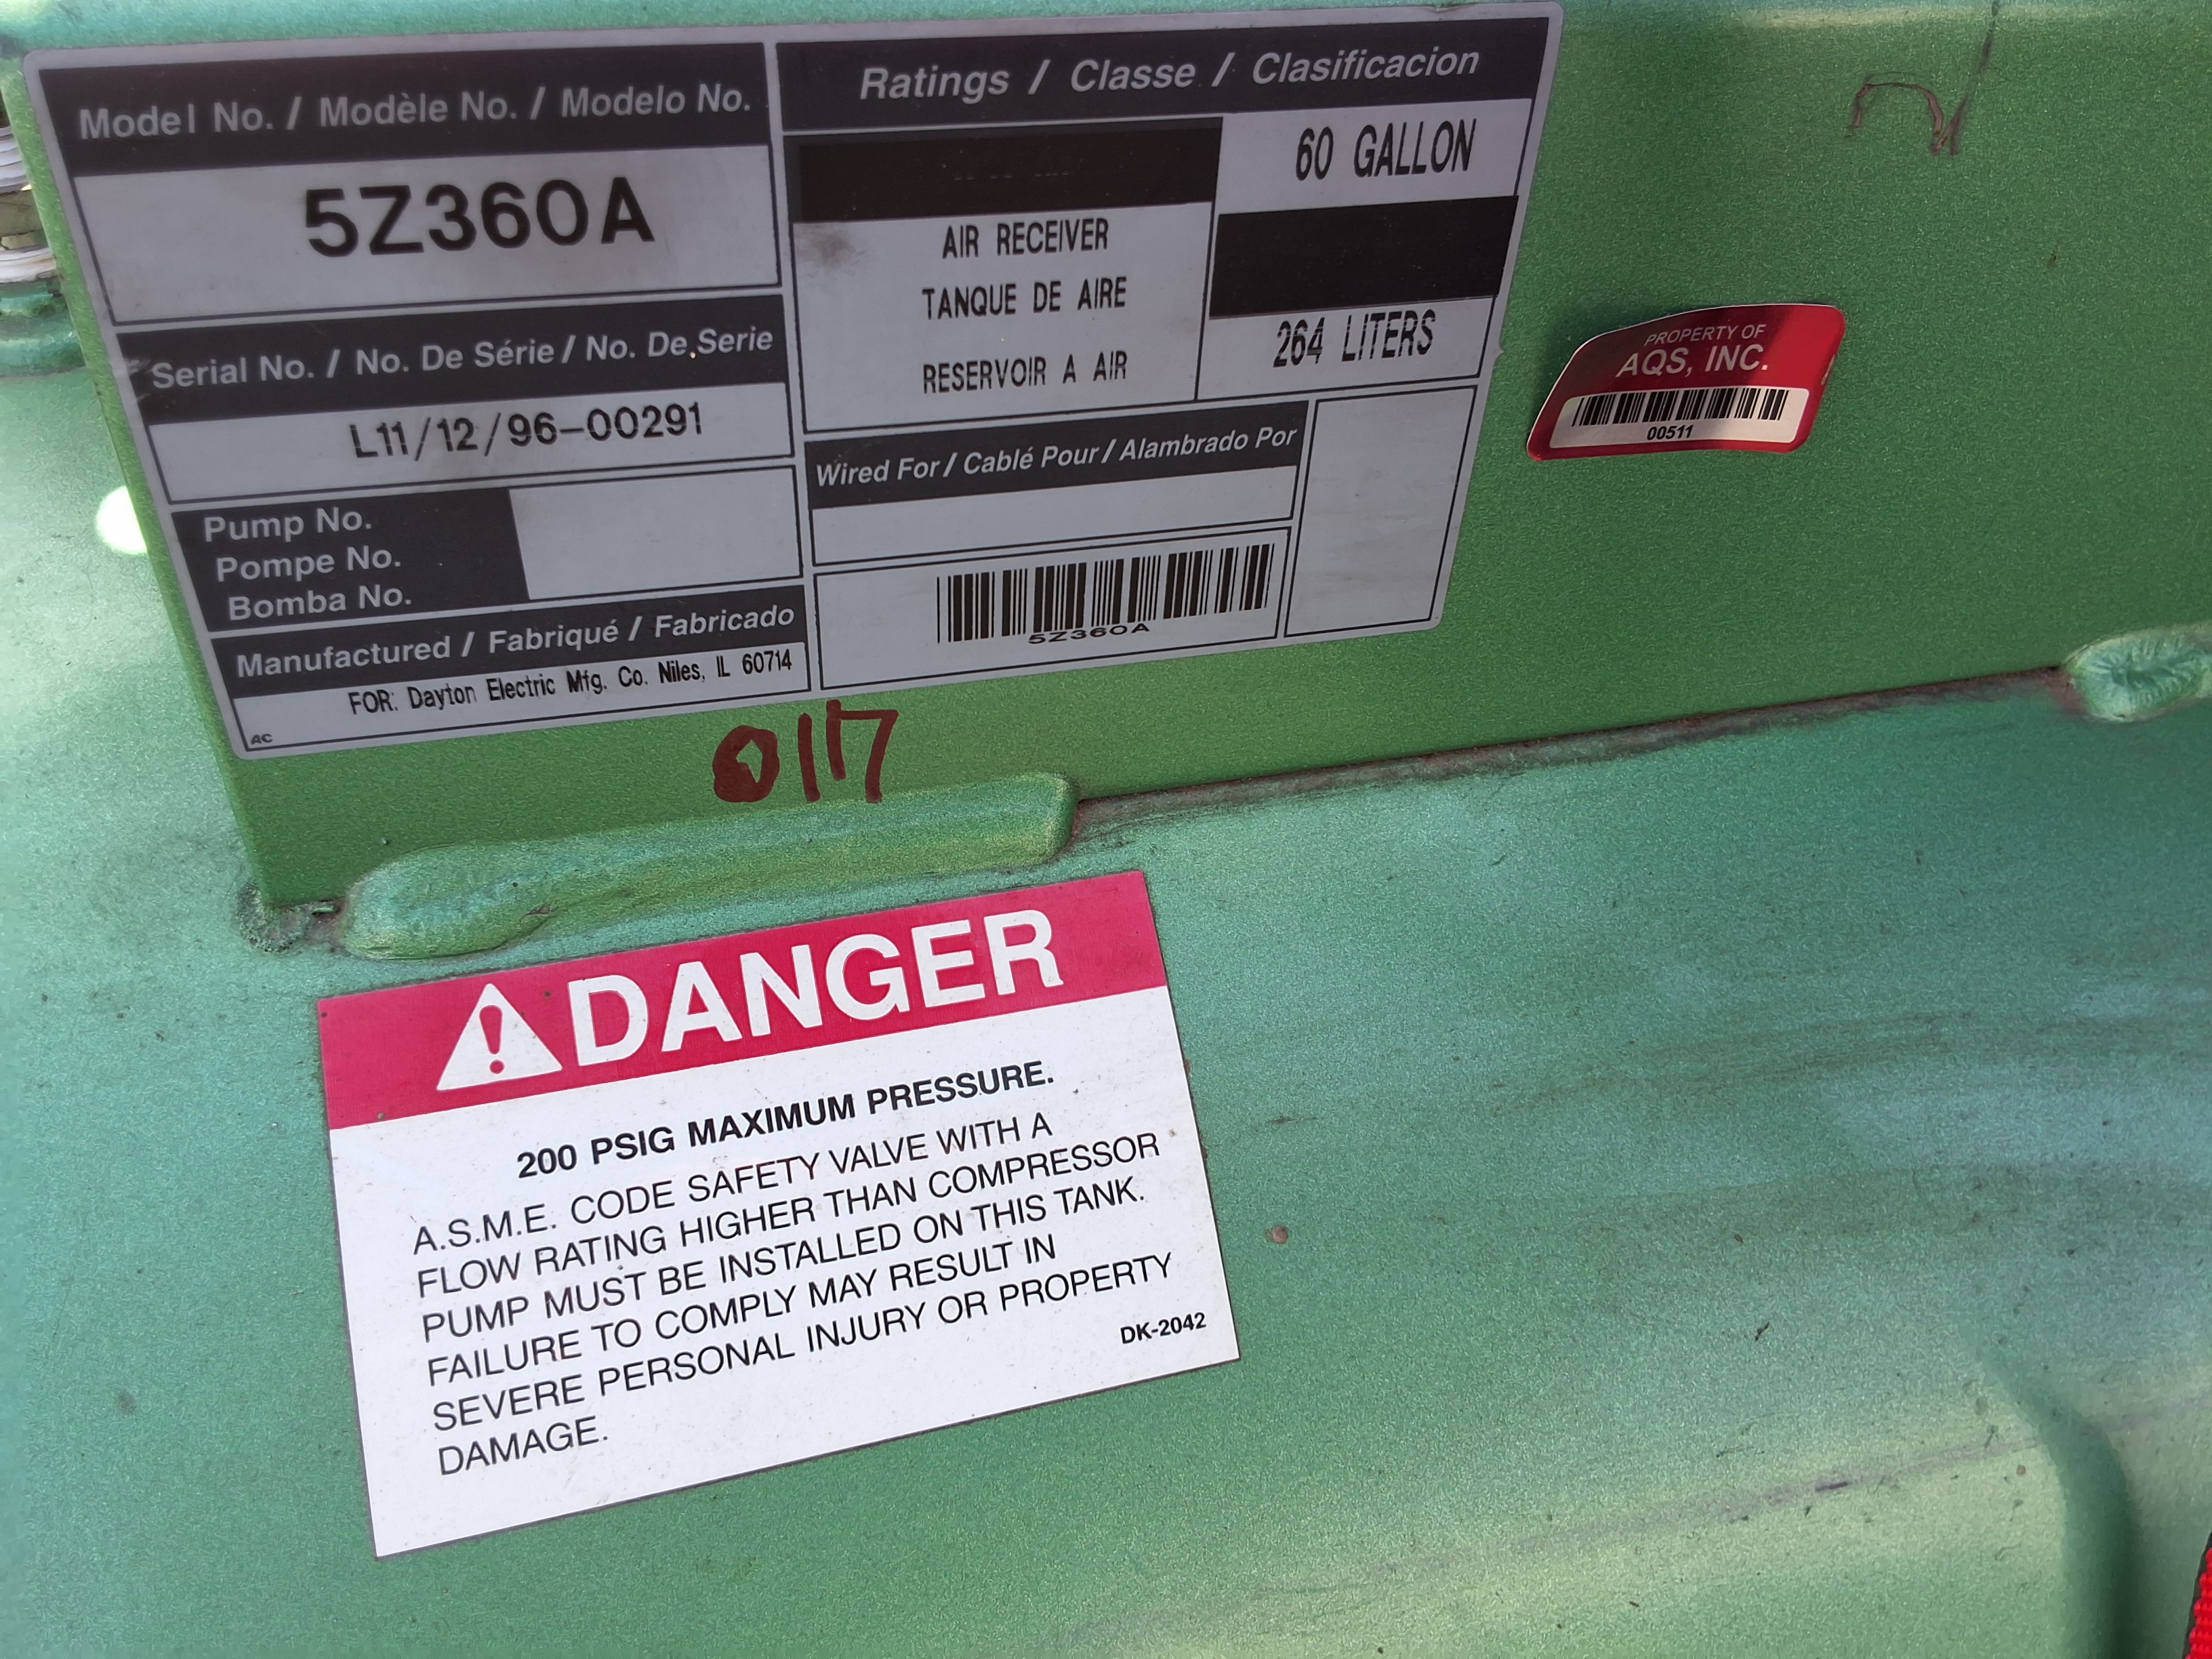 Model No. / Modèle No. / Modelo No.
5Z360A
Serial No. / No. De Série / No. De Serie
L11/12/96-00291
Pump No.
Pompe No.
Bomba No.
Manufactured / Fabriqué / Fabricado
FOR: Dayton Electric Mfg. Co. Niles, IL 60714
AC
Ratings / Classe / Clasificacion
AIR RECEIVER
TANQUE DE AIRE
RESERVOIR A AIR
60 GALLON
264 LITERS
Wired For / Cablé Pour / Alambrado Por
5Z360A
PROPERTY OF
AQS, INC.
00511
0117
DANGER
200 PSIG MAXIMUM PRESSURE.
A.S.M.E. CODE SAFETY VALVE WITH A
FLOW RATING HIGHER THAN COMPRESSOR
PUMP MUST BE INSTALLED ON THIS TANK.
FAILURE TO COMPLY MAY RESULT IN
SEVERE PERSONAL INJURY OR PROPERTY
DAMAGE.
DK-2042